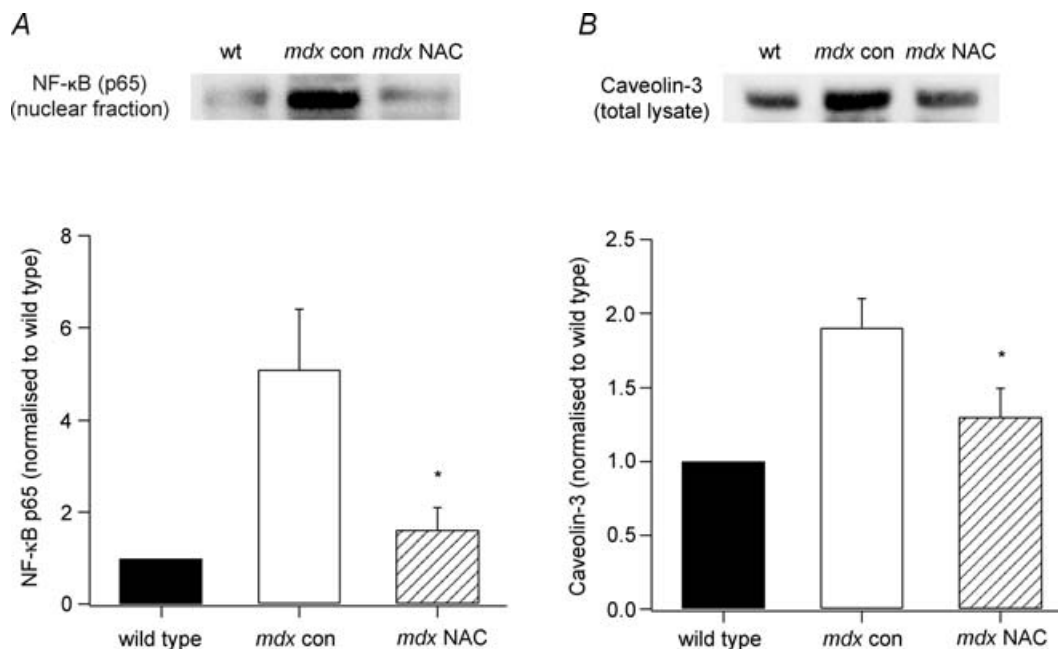 A
wt mdx con mdx NAC
NF-κB (p65)
(nuclear fraction)
8
6
4
2
0
NF-κB p65 (normalised to wild type)
*
wild type mdx con mdx NAC
B
wt mdx con mdx NAC
Caveolin-3
(total lysate)
2.5
2.0
1.5
1.0
0.5
0.0
Caveolin-3 (normalised to wild type)
*
wild type mdx con mdx NAC